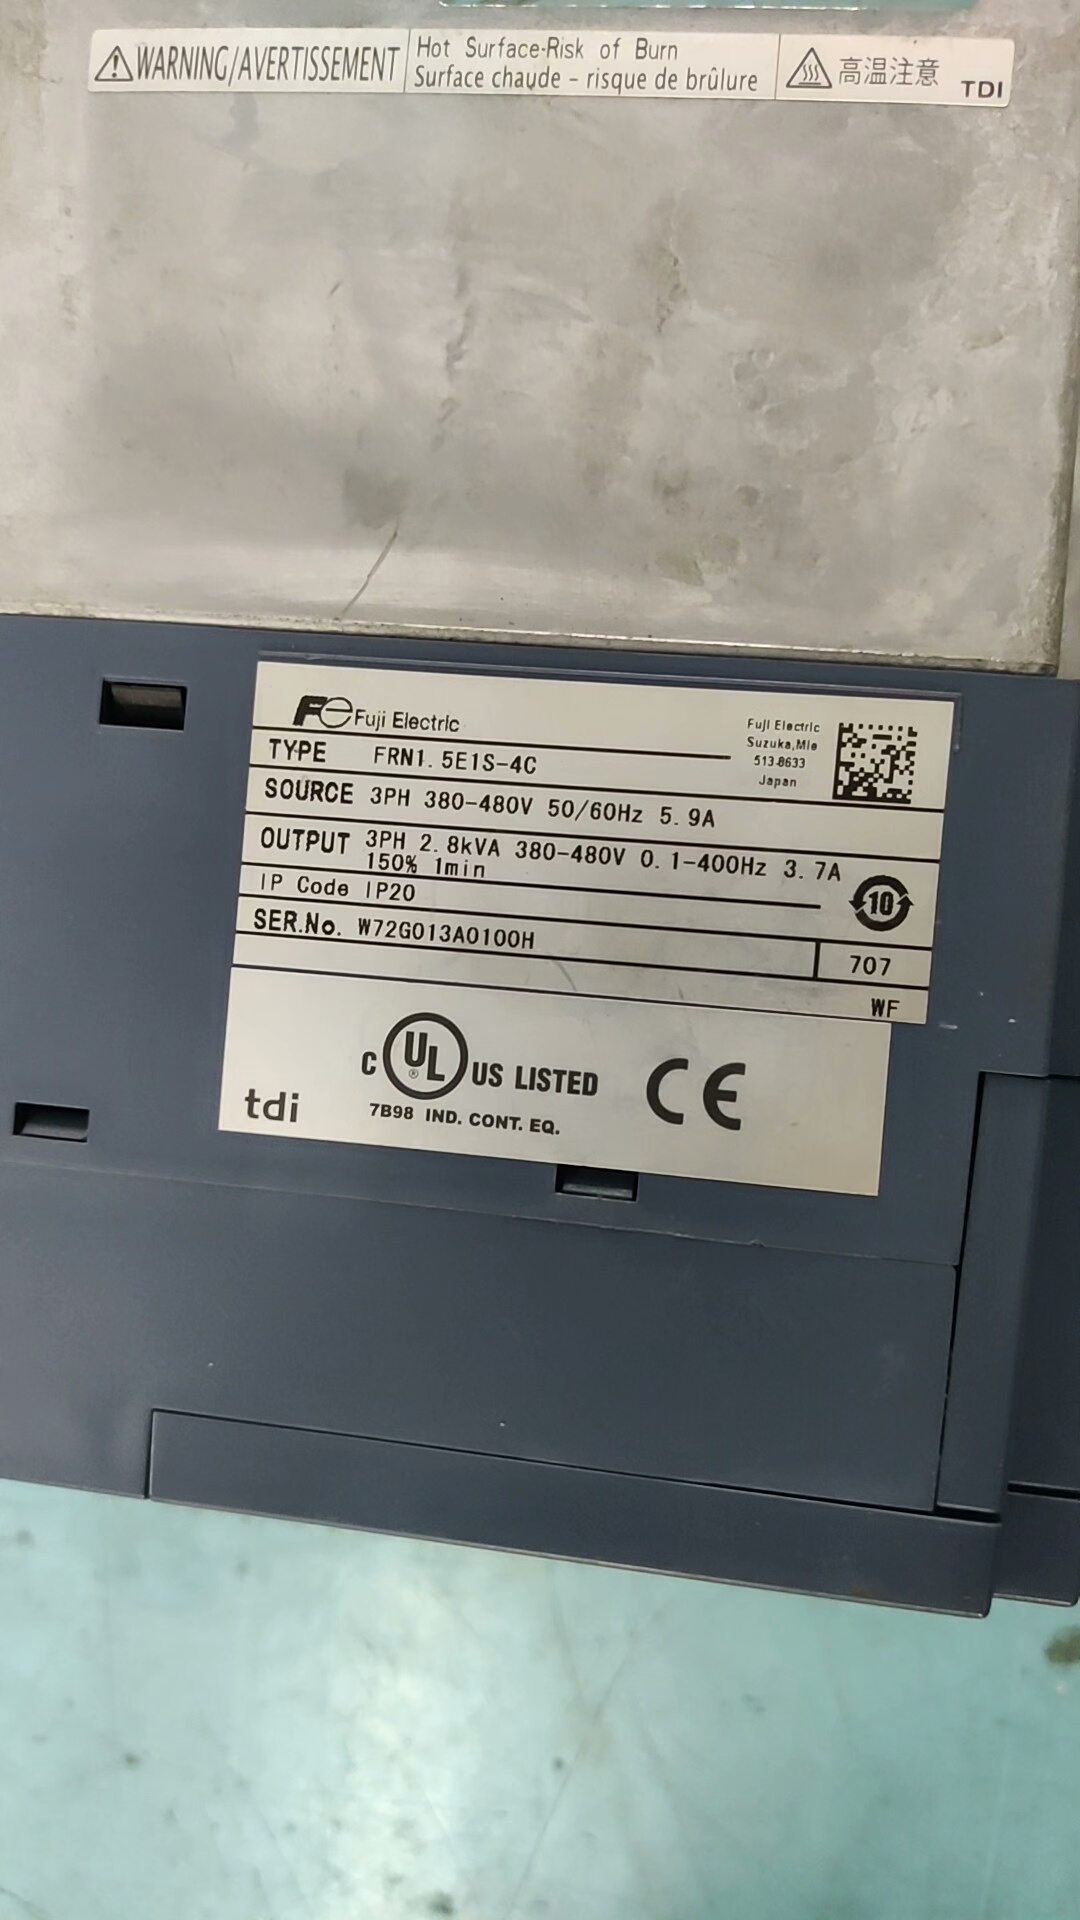 WARNING/AVERTISSEMENT
Hot Surface-Risk of Burn
Surface chaude - risque de brûlure
高温注意
TDI
Fe Fuji Electric
Fuji Electric
Suzuka,Mie
513-8633
Japan
TYPE FRN1.5E1S-4C
SOURCE 3PH 380-480V 50/60Hz 5.9A
OUTPUT 3PH 2.8kVA 380-480V 0.1-400Hz 3.7A
150% 1min
10
IP Code IP20
SER.No. W72G013A0100H
707
WF
tdi
C UL ® US LISTED
7B98 IND. CONT. EQ.
CE